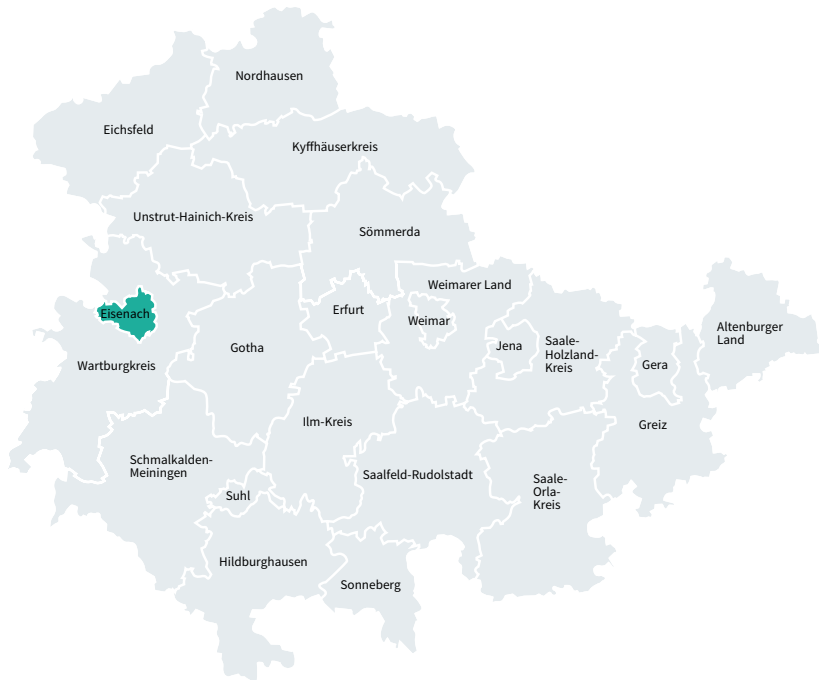 Nordhausen
Eichsfeld
Kyffhäuserkreis
Unstrut-Hainich-Kreis
Sömmerda
Weimarer Land
Eisenach
Erfurt
Weimar
Altenburger
Land
Gotha
Jena
Saale-
Holzland-
Kreis
Wartburgkreis
Gera
Ilm-Kreis
Greiz
Schmalkalden-
Meiningen
Saalfeld-Rudolstadt
Saale-
Orla-
Kreis
Suhl
Hildburghausen
Sonneberg